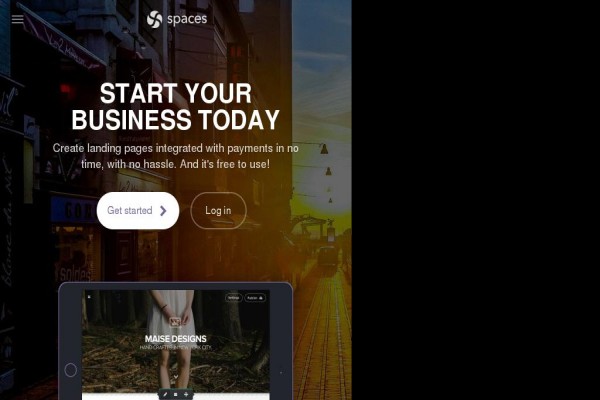 spaces
START YOUR
BUSINESS TODAY
Create landing pages integrated with payments in no
time, with no hassle. And it's free to use!
Get started
Log in
soldes
MAISE DESIGNS